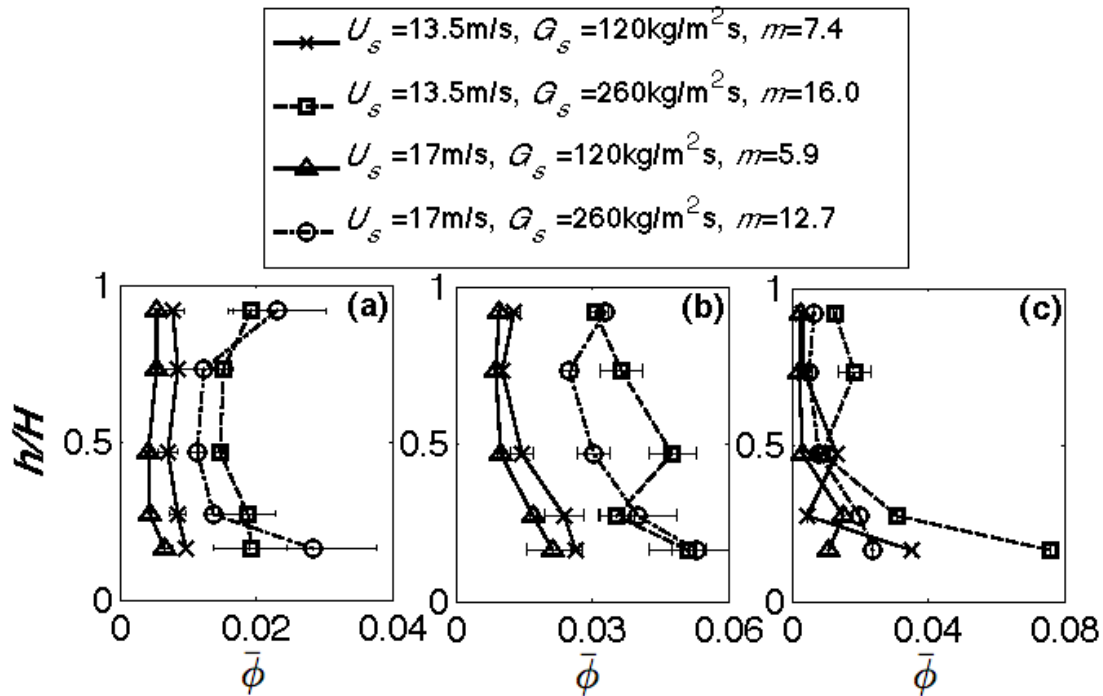 U_s =13.5m/s, G_s =120kg/m²s, m=7.4
U_s =13.5m/s, G_s =260kg/m²s, m=16.0
U_s =17m/s, G_s =120kg/m²s, m=5.9
U_s =17m/s, G_s =260kg/m²s, m=12.7
h/H
1
0.5
0
(a)
0 0.02 0.04
ϕ̄
1
0.5
0
(b)
0 0.03 0.06
ϕ̄
1
0.5
0
(c)
0 0.04 0.08
ϕ̄